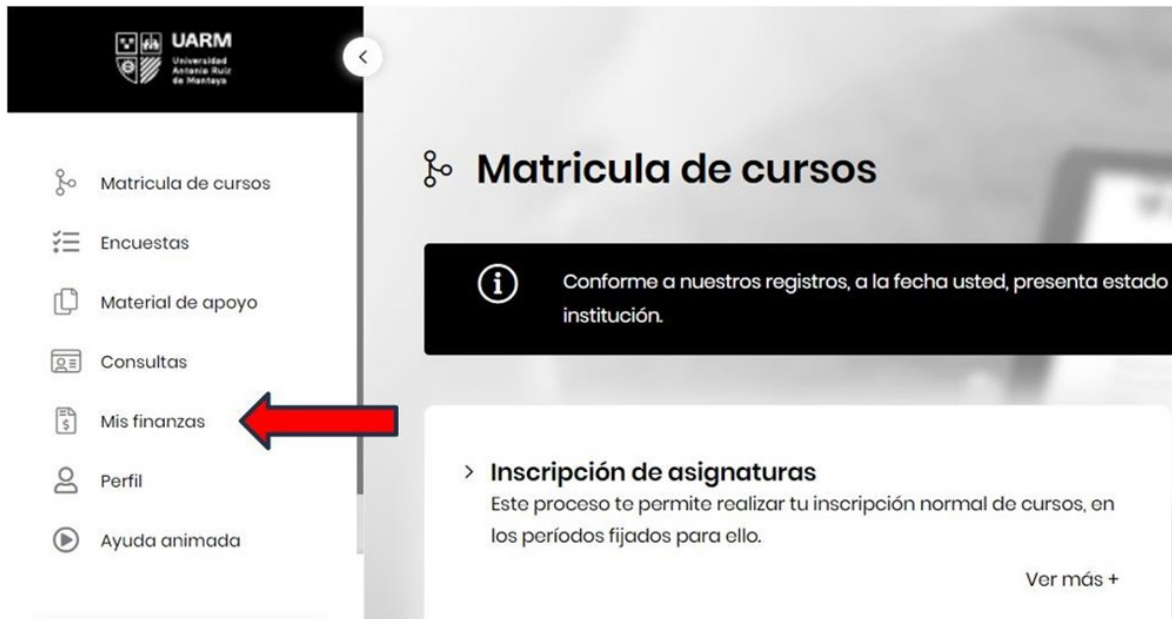 UARM
Universidad
Antonio Ruiz
de Montoya
Matricula de cursos
Encuestas
Material de apoyo
Consultas
Mis finanzas
Perfil
Ayuda animada
Matricula de cursos
Conforme a nuestros registros, a la fecha usted, presenta estado
institución.
Inscripción de asignaturas
Este proceso te permite realizar tu inscripción normal de cursos, en
los períodos fijados para ello.
Ver más +